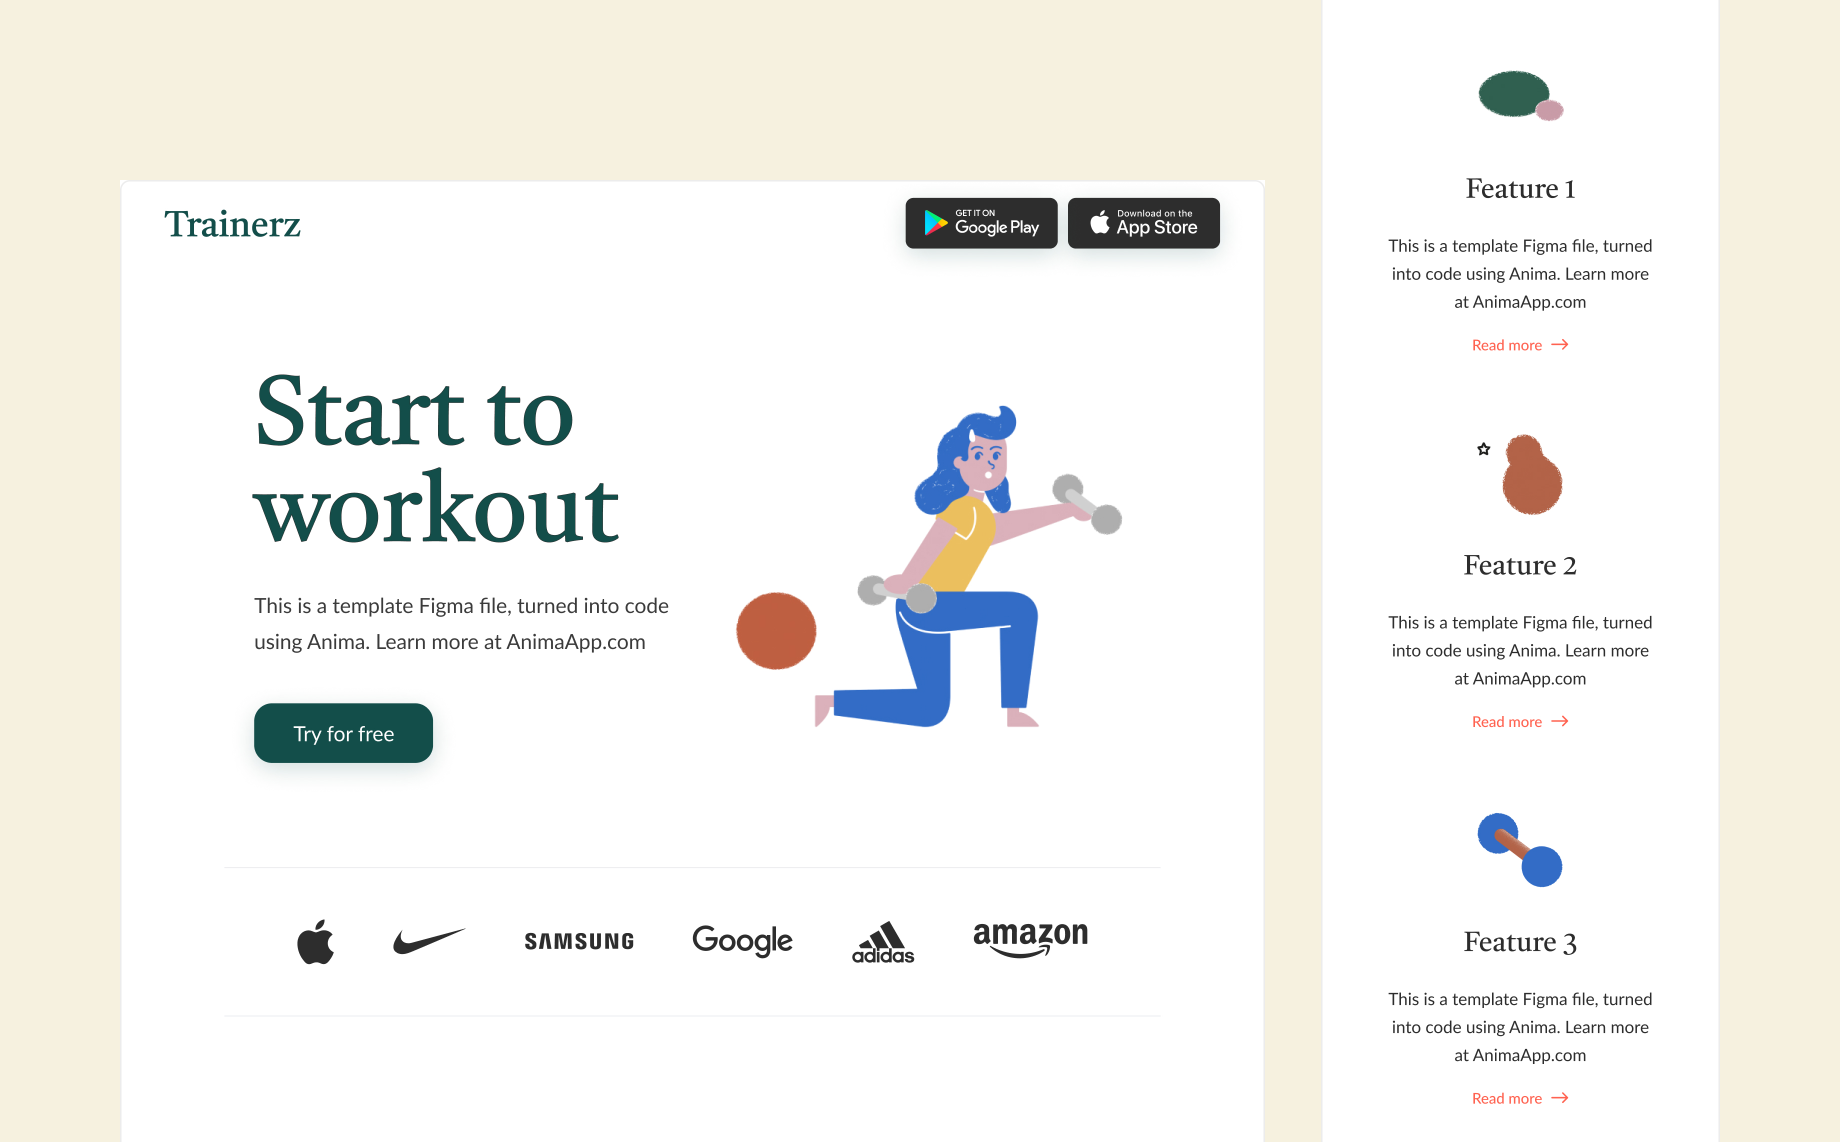 Trainerz
GET IT ON
Google Play
Download on the
App Store
Start to
workout
This is a template Figma file, turned into code
using Anima. Learn more at AnimaApp.com
Try for free
SAMSUNG
Google
adidas
amazon
Feature 1
This is a template Figma file, turned
into code using Anima. Learn more
at AnimaApp.com
Read more
Feature 2
This is a template Figma file, turned
into code using Anima. Learn more
at AnimaApp.com
Read more
Feature 3
This is a template Figma file, turned
into code using Anima. Learn more
at AnimaApp.com
Read more